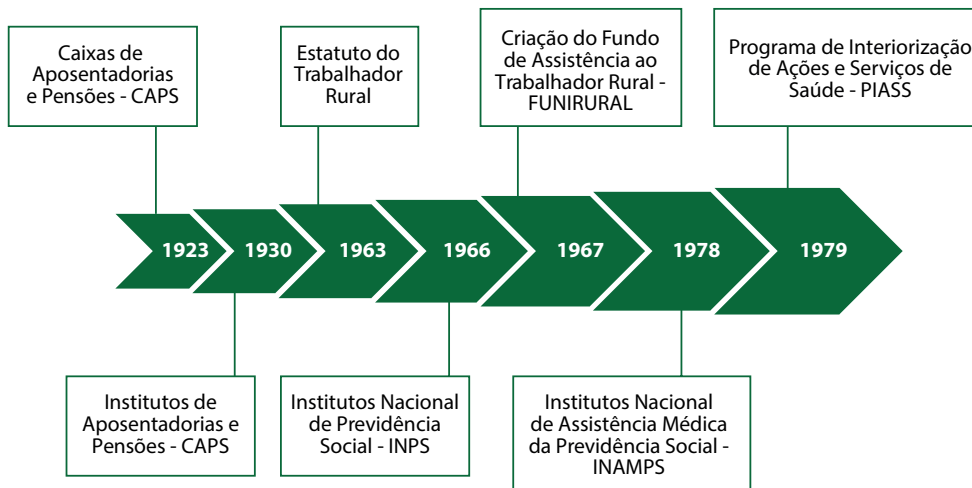 Caixas de
Aposentadorias
e Pensões - CAPS
Estatuto do
Trabalhador
Rural
Criação do Fundo
de Assistência ao
Trabalhador Rural -
FUNIRURAL
Programa de Interiorização
de Ações e Serviços de
Saúde - PIASS
1923
1930
1963
1966
1967
1978
1979
Institutos de
Aposentadorias e
Pensões - CAPS
Institutos Nacional
de Previdência
Social - INPS
Institutos Nacional
de Assistência Médica
da Previdência Social -
INAMPS